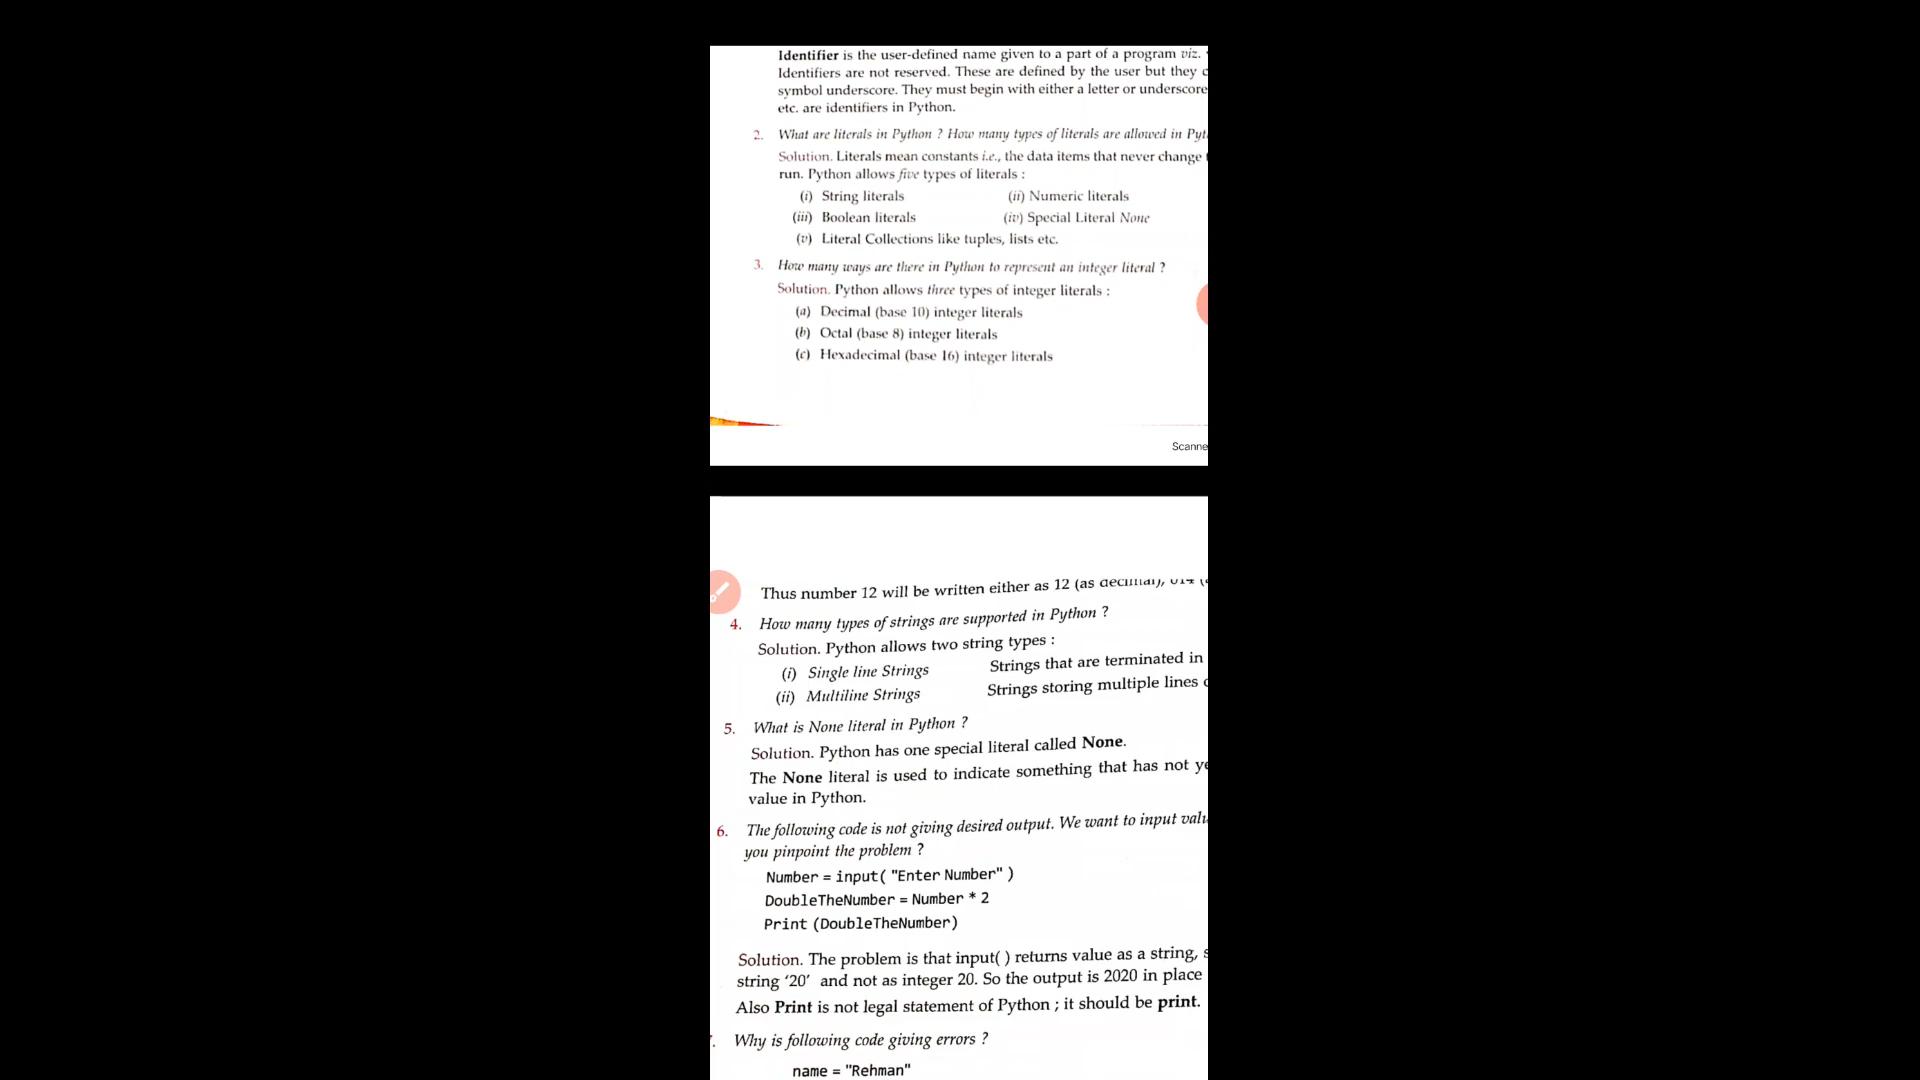 Identifier is the user-defined name given to a part of a program viz.
Identifiers are not reserved. These are defined by the user but they
symbol underscore. They must begin with either a letter or underscore
etc. are identifiers in Python.
2. What are literals in Python ? How many types of literals are allowed in
Solution. Literals mean constants i.e., the data items that never change
run. Python allows five types of literals :
(i) String literals (ii) Numeric literals
(iii) Boolean literals (iv) Special Literal None
(v) Literal Collections like tuples, lists etc.
3. How many ways are there in Python to represent an integer literal ?
Solution. Python allows three types of integer literals :
(a) Decimal (base 10) integer literals
(b) Octal (base 8) integer literals
(c) Hexadecimal (base 16) integer literals
Scanne
Thus number 12 will be written either as 12 (as decimal), 014
4. How many types of strings are supported in Python ?
Solution. Python allows two string types :
(i) Single line Strings Strings that are terminated in
(ii) Multiline Strings Strings storing multiple lines
5. What is None literal in Python ?
Solution. Python has one special literal called None.
The None literal is used to indicate something that has not
value in Python.
6. The following code is not giving desired output. We want to input
you pinpoint the problem ?
Number = input( "Enter Number" )
DoubleTheNumber = Number * 2
Print (DoubleTheNumber)
Solution. The problem is that input( ) returns value as a string,
string ‘20’ and not as integer 20. So the output is 2020 in place
Also Print is not legal statement of Python ; it should be print.
Why is following code giving errors ?
name = "Rehman"